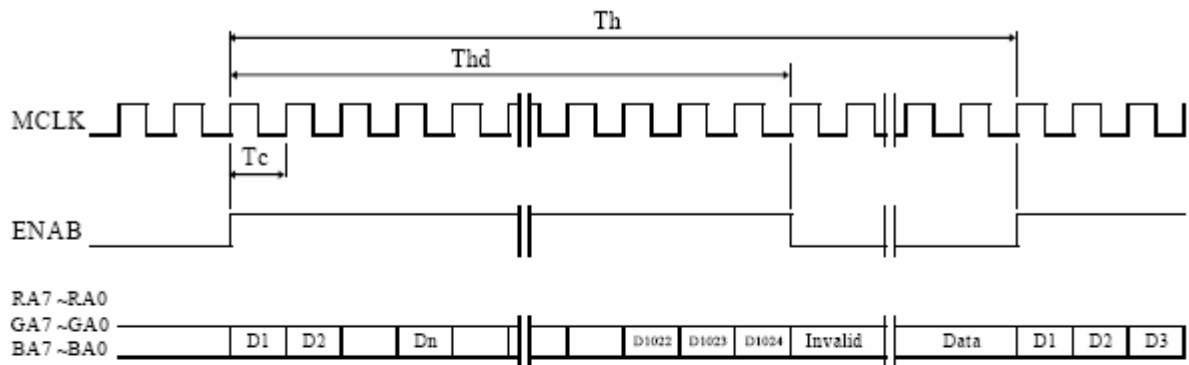 Th
Thd
MCLK
Tc
ENAB
RA7 ~RA0
GA7 ~GA0
BA7 ~BA0
D1 D2 Dn D1022 D1023 D1024 Invalid Data D1 D2 D3